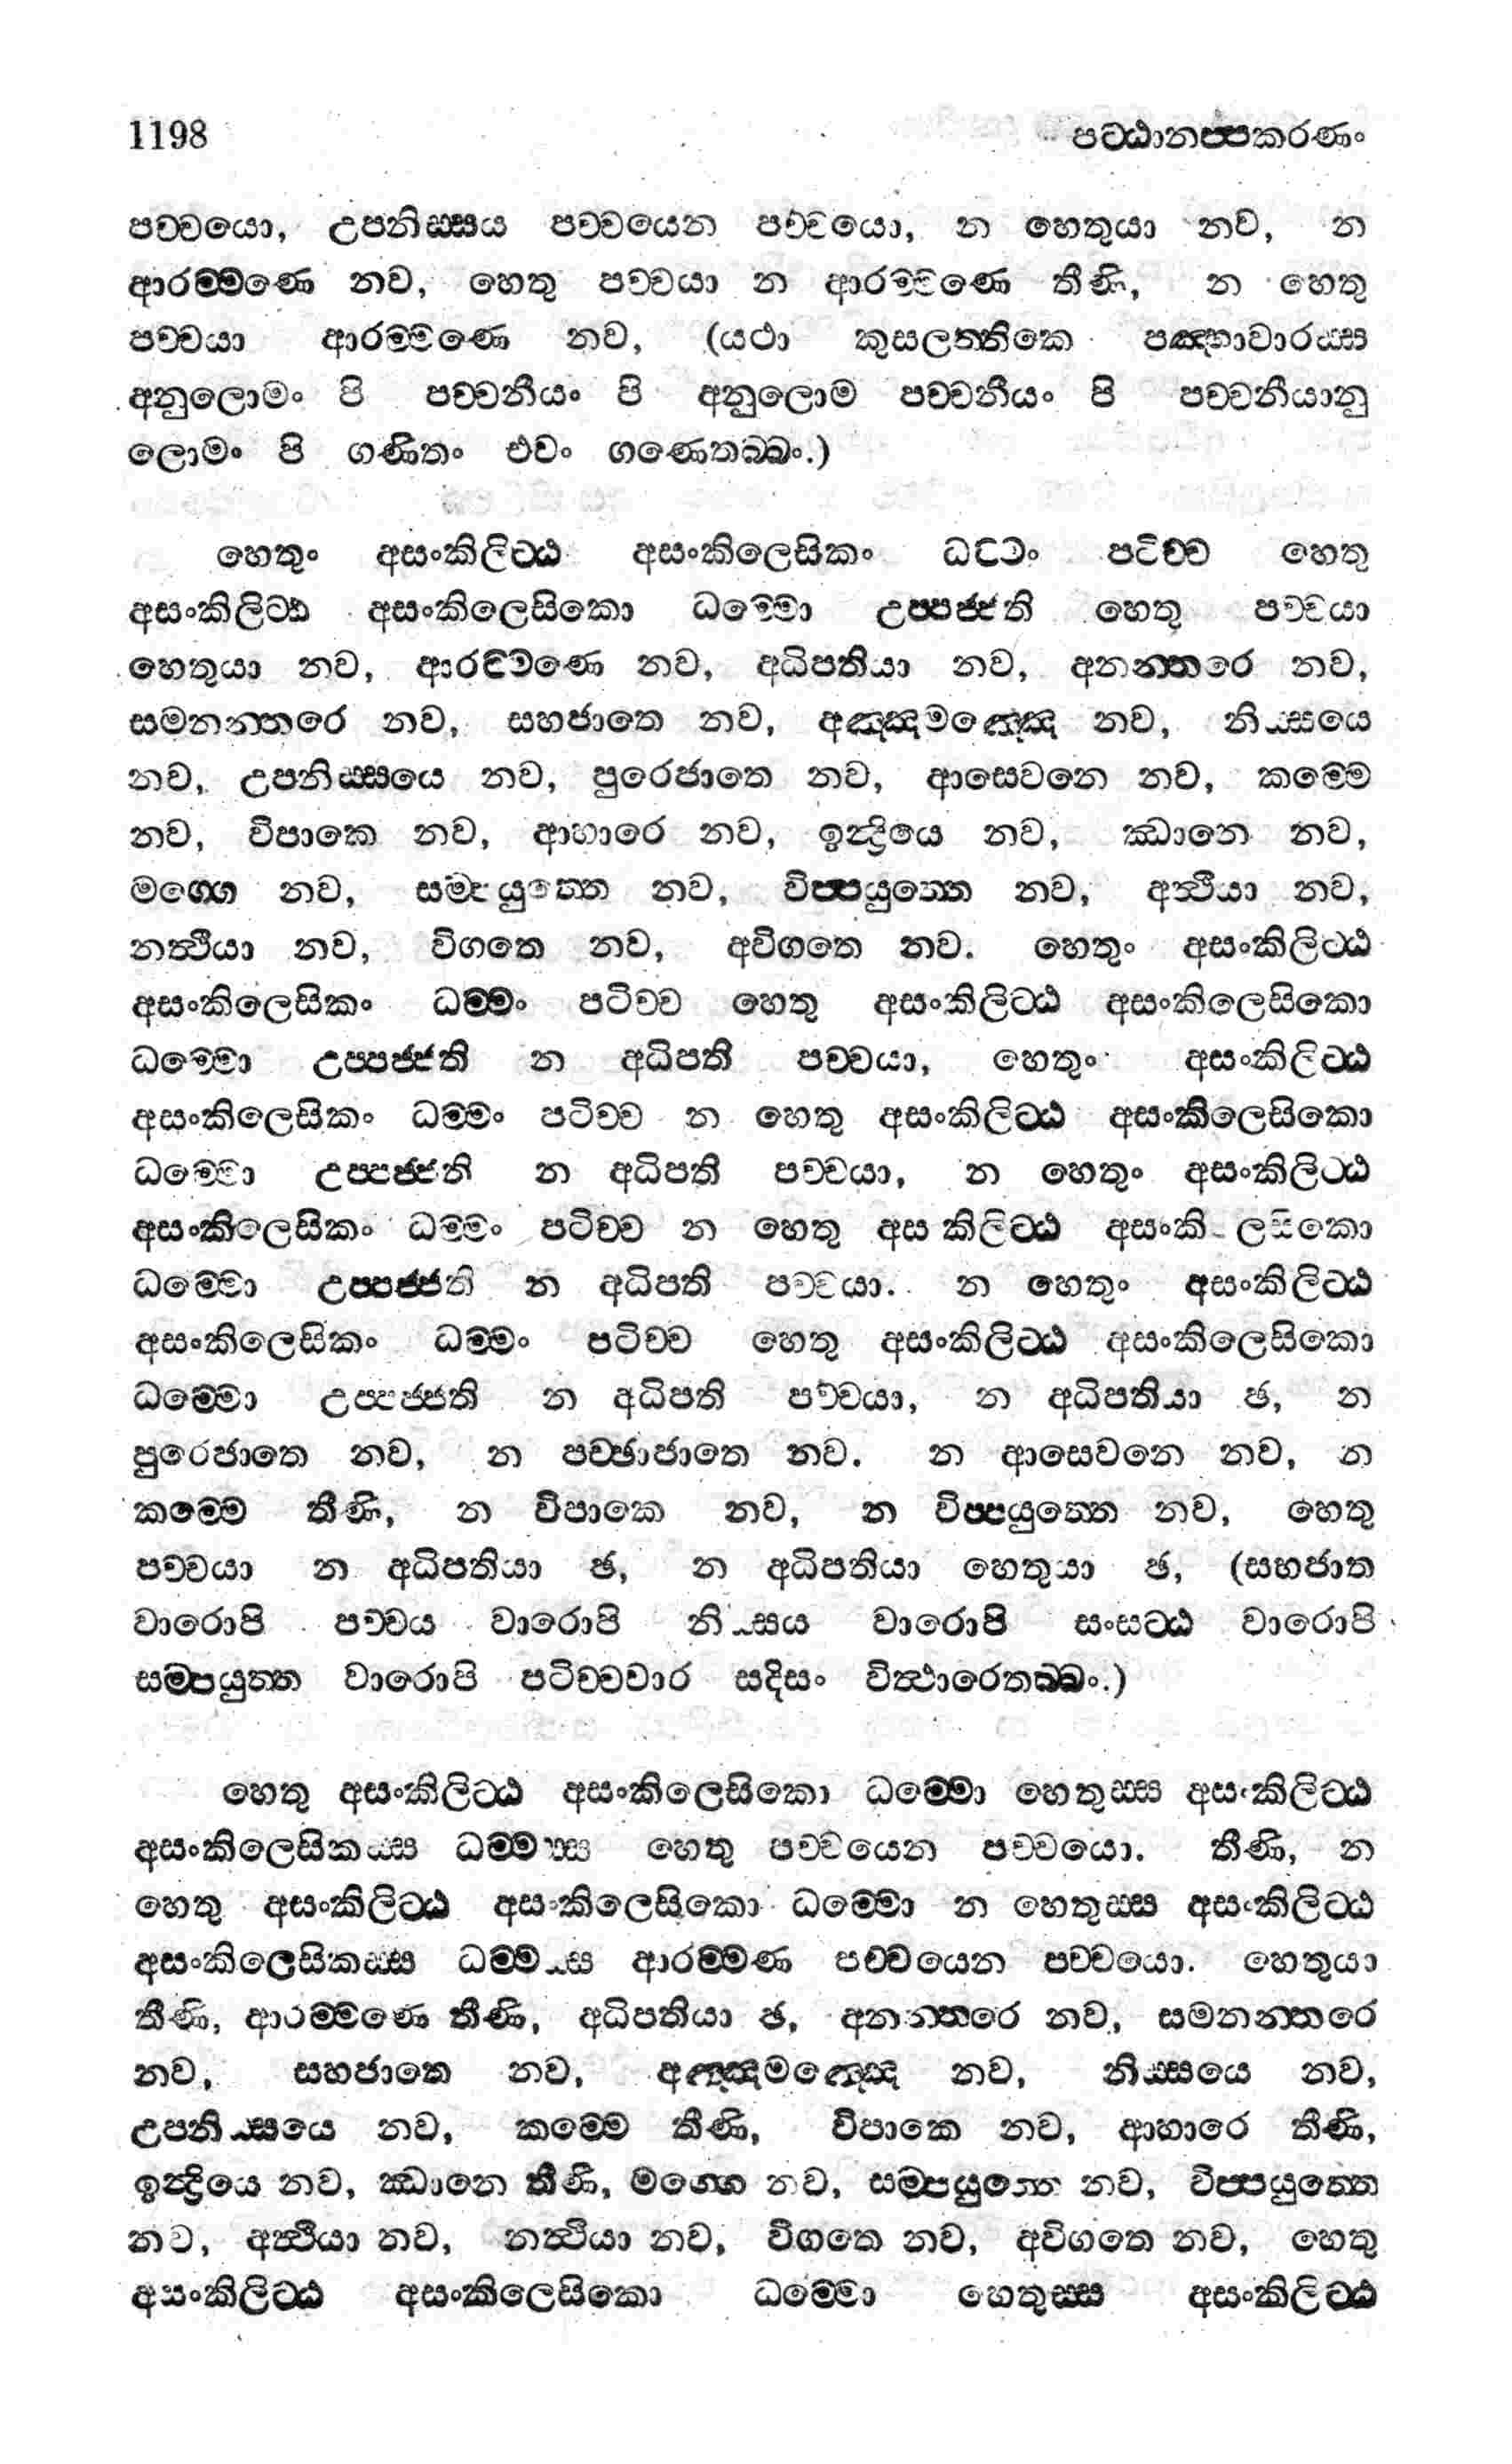 1198 පට්ඨානප්පකරණං
පච්චයො, උපනිස්සය පච්චයෙන පච්චයො, න හෙතුයා නව, න
ආරම්මණෙ නව, හෙතු පච්චයා න ආරම්මණෙ තීණි, න හෙතු
පච්චයා ආරම්මණෙ නව, (යථා කුසලත්තිකෙ පඤ්හාවාරස්ස
අනුලොමං පි පච්චනීයං පි අනුලොම පච්චනීයං පි පච්චනීයානු
ලොමං පි ගණිතං එවං ගණෙතබ්බං.)
හෙතුං අසංකිලිට්ඨ අසංකිලෙසිකං ධම්මං පටිච්ච හෙතු
අසංකිලිට්ඨ අසංකිලෙසිකො ධම්මො උප්පජ්ජති හෙතු පච්චයා
හෙතුයා නව, ආරම්මණෙ නව, අධිපතියා නව, අනන්තරෙ නව,
සමනන්තරෙ නව, සහජාතෙ නව, අඤ්ඤමඤ්ඤෙ නව, නිස්සයෙ
නව, උපනිස්සයෙ නව, පුරෙජාතෙ නව, ආසෙවනෙ නව, කම්මෙ
නව, විපාකෙ නව, ආහාරෙ නව, ඉන්ද්‍රියෙ නව, ඣානෙ නව,
මග්ගෙ නව, සම්පයුත්තෙ නව, විප්පයුත්තෙ නව, අත්ථියා නව,
නත්ථියා නව, විගතෙ නව, අවිගතෙ නව. හෙතුං අසංකිලිට්ඨ
අසංකිලෙසිකං ධම්මං පටිච්ච හෙතු අසංකිලිට්ඨ අසංකිලෙසිකො
ධම්මො උප්පජ්ජති න අධිපති පච්චයා, හෙතුං අසංකිලිට්ඨ
අසංකිලෙසිකං ධම්මං පටිච්ච න හෙතු අසංකිලිට්ඨ අසංකිලෙසිකො
ධම්මො උප්පජ්ජති න අධිපති පච්චයා, න හෙතුං අසංකිලිට්ඨ
අසංකිලෙසිකං ධම්මං පටිච්ච න හෙතු අසංකිලිට්ඨ අසංකිලෙසිකො
ධම්මො උප්පජ්ජති න අධිපති පච්චයා. න හෙතුං අසංකිලිට්ඨ
අසංකිලෙසිකං ධම්මං පටිච්ච හෙතු අසංකිලිට්ඨ අසංකිලෙසිකො
ධම්මො උප්පජ්ජති න අධිපති පච්චයා, න අධිපතියා ඡ, න
පුරෙජාතෙ නව, න පච්ඡාජාතෙ නව. න ආසෙවනෙ නව, න
කම්මෙ තීණි, න විපාකෙ නව, න විප්පයුත්තෙ නව, හෙතු
පච්චයා න අධිපතියා ඡ, න අධිපතියා හෙතුයා ඡ, (සහජාත
වාරොපි පච්චය වාරොපි නිස්සය වාරොපි සංසට්ඨ වාරොපි
සම්පයුත්ත වාරොපි පටිච්චවාර සදිසං විත්ථාරෙතබ්බං.)
හෙතු අසංකිලිට්ඨ අසංකිලෙසිකො ධම්මො හෙතුස්ස අසංකිලිට්ඨ
අසංකිලෙසිකස්ස ධම්මස්ස හෙතු පච්චයෙන පච්චයො. තීණි, න
හෙතු අසංකිලිට්ඨ අසංකිලෙසිකො ධම්මො න හෙතුස්ස අසංකිලිට්ඨ
අසංකිලෙසිකස්ස ධම්මස්ස ආරම්මණ පච්චයෙන පච්චයො. හෙතුයා
තීණි, ආරම්මණෙ තීණි, අධිපතියා ඡ, අනන්තරෙ නව, සමනන්තරෙ
නව, සහජාතෙ නව, අඤ්ඤමඤ්ඤෙ නව, නිස්සයෙ නව,
උපනිස්සයෙ නව, කම්මෙ තීණි, විපාකෙ නව, ආහාරෙ තීණි,
ඉන්ද්‍රියෙ නව, ඣානෙ තීණි, මග්ගෙ නව, සම්පයුත්තෙ නව, විප්පයුත්තෙ
නව, අත්ථියා නව, නත්ථියා නව, විගතෙ නව, අවිගතෙ නව, හෙතු
අසංකිලිට්ඨ අසංකිලෙසිකො ධම්මො හෙතුස්ස අසංකිලිට්ඨ